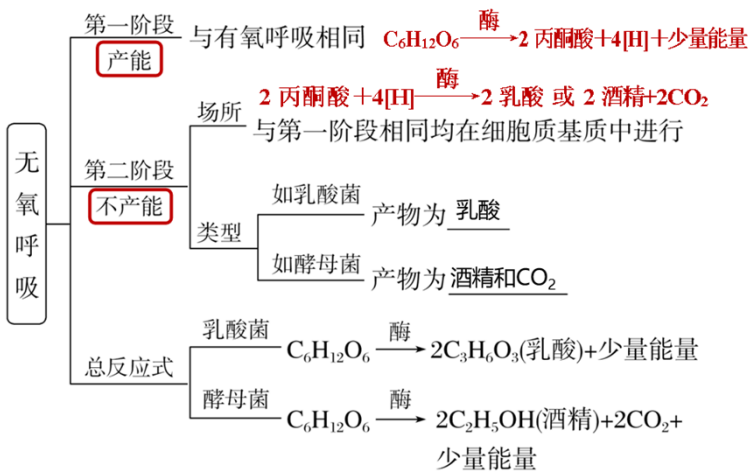 无氧呼吸
第一阶段
产能
与有氧呼吸相同 C₆H₁₂O₆ 酶→ 2 丙酮酸＋4[H]＋少量能量
第二阶段
不产能
场所
2 丙酮酸＋4[H] 酶→ 2 乳酸 或 2 酒精+2CO₂
与第一阶段相同均在细胞质基质中进行
类型
如乳酸菌 产物为 乳酸
如酵母菌 产物为 酒精和CO₂
总反应式
乳酸菌 C₆H₁₂O₆ 酶→ 2C₃H₆O₃(乳酸)+少量能量
酵母菌 C₆H₁₂O₆ 酶→ 2C₂H₅OH(酒精)+2CO₂+
少量能量